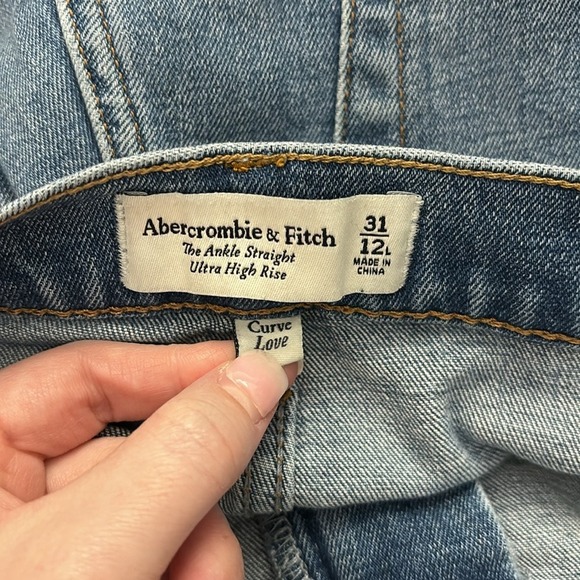 Abercrombie & Fitch
The Ankle Straight
Ultra High Rise
31
12L
MADE IN
CHINA
Curve
Love